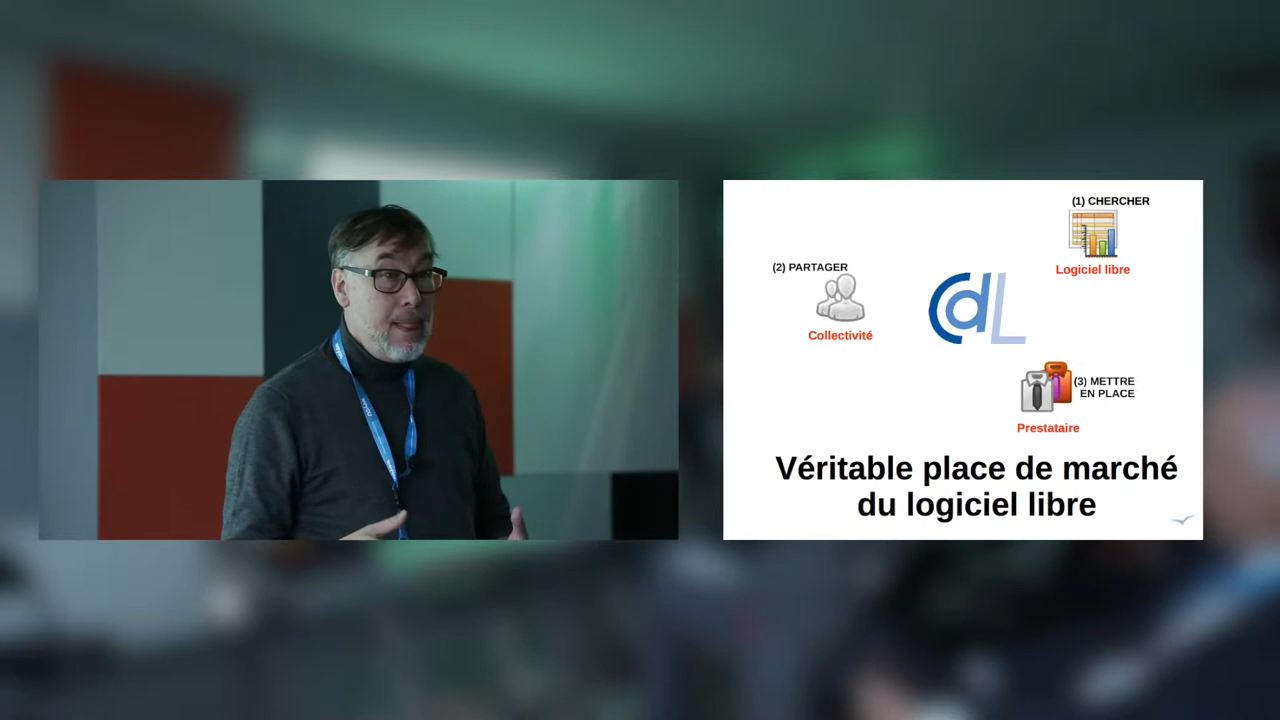 (1) CHERCHER
Logiciel libre
(2) PARTAGER
Collectivité
CdL
(3) METTRE
EN PLACE
Prestataire
Véritable place de marché
du logiciel libre